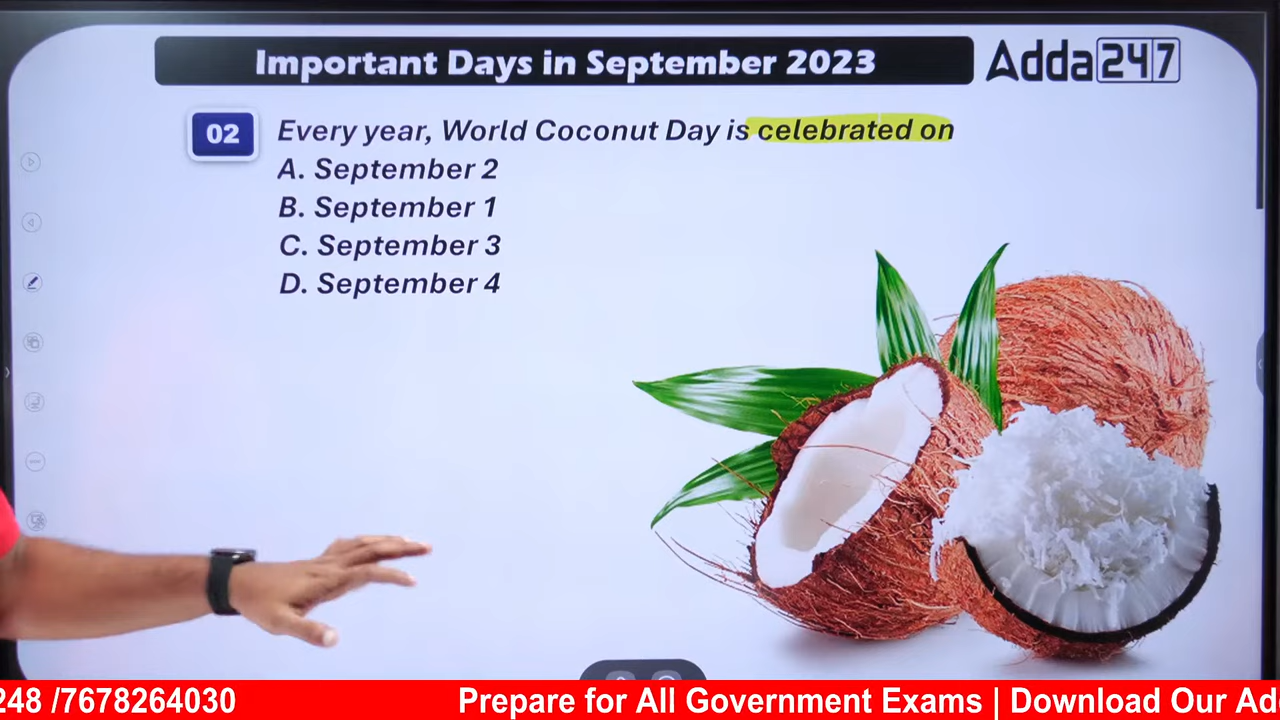 Important Days in September 2023
Adda247
02
Every year, World Coconut Day is celebrated on
A. September 2
B. September 1
C. September 3
D. September 4
248 /7678264030
Prepare for All Government Exams | Download Our Ad